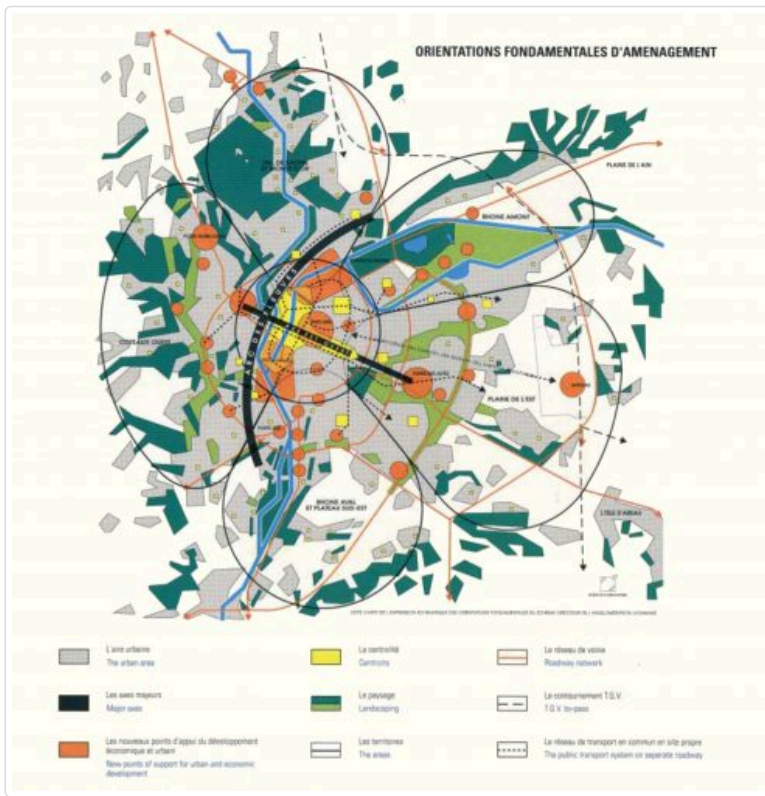 ORIENTATIONS FONDAMENTALES D'AMENAGEMENT
PLAINE DE L'AIN
RHONE AMONT
ARC DES FLEUVES
COTEAUX OUEST
PLAINE DE L'EST
L'ISLE D'ABEAU
RHONE AVAL
ET PLATEAU SUD-EST
L'aire urbaine
The urban area
La centralité
Le réseau de voirie
Roadway network
Les axes majeurs
Major axes
Le paysage
Landscaping
Le contournement T.G.V.
T.G.V. by-pass
Les nouveaux points d'appui du développement
économique et urbain
New points of support for urban and economic
development
Les territoires
The areas
Le réseau de transport en commun en site propre
The public transport system on separate roadway